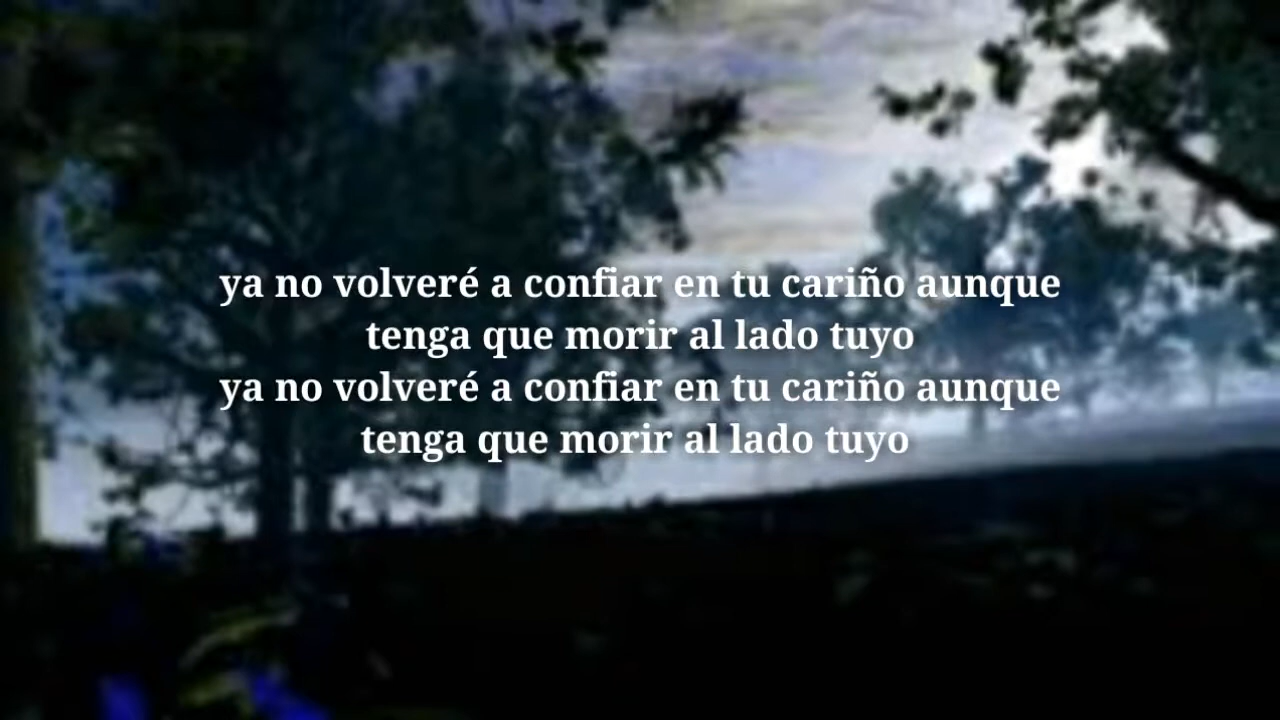 ya no volveré a confiar en tu cariño aunque
tenga que morir al lado tuyo
ya no volveré a confiar en tu cariño aunque
tenga que morir al lado tuyo